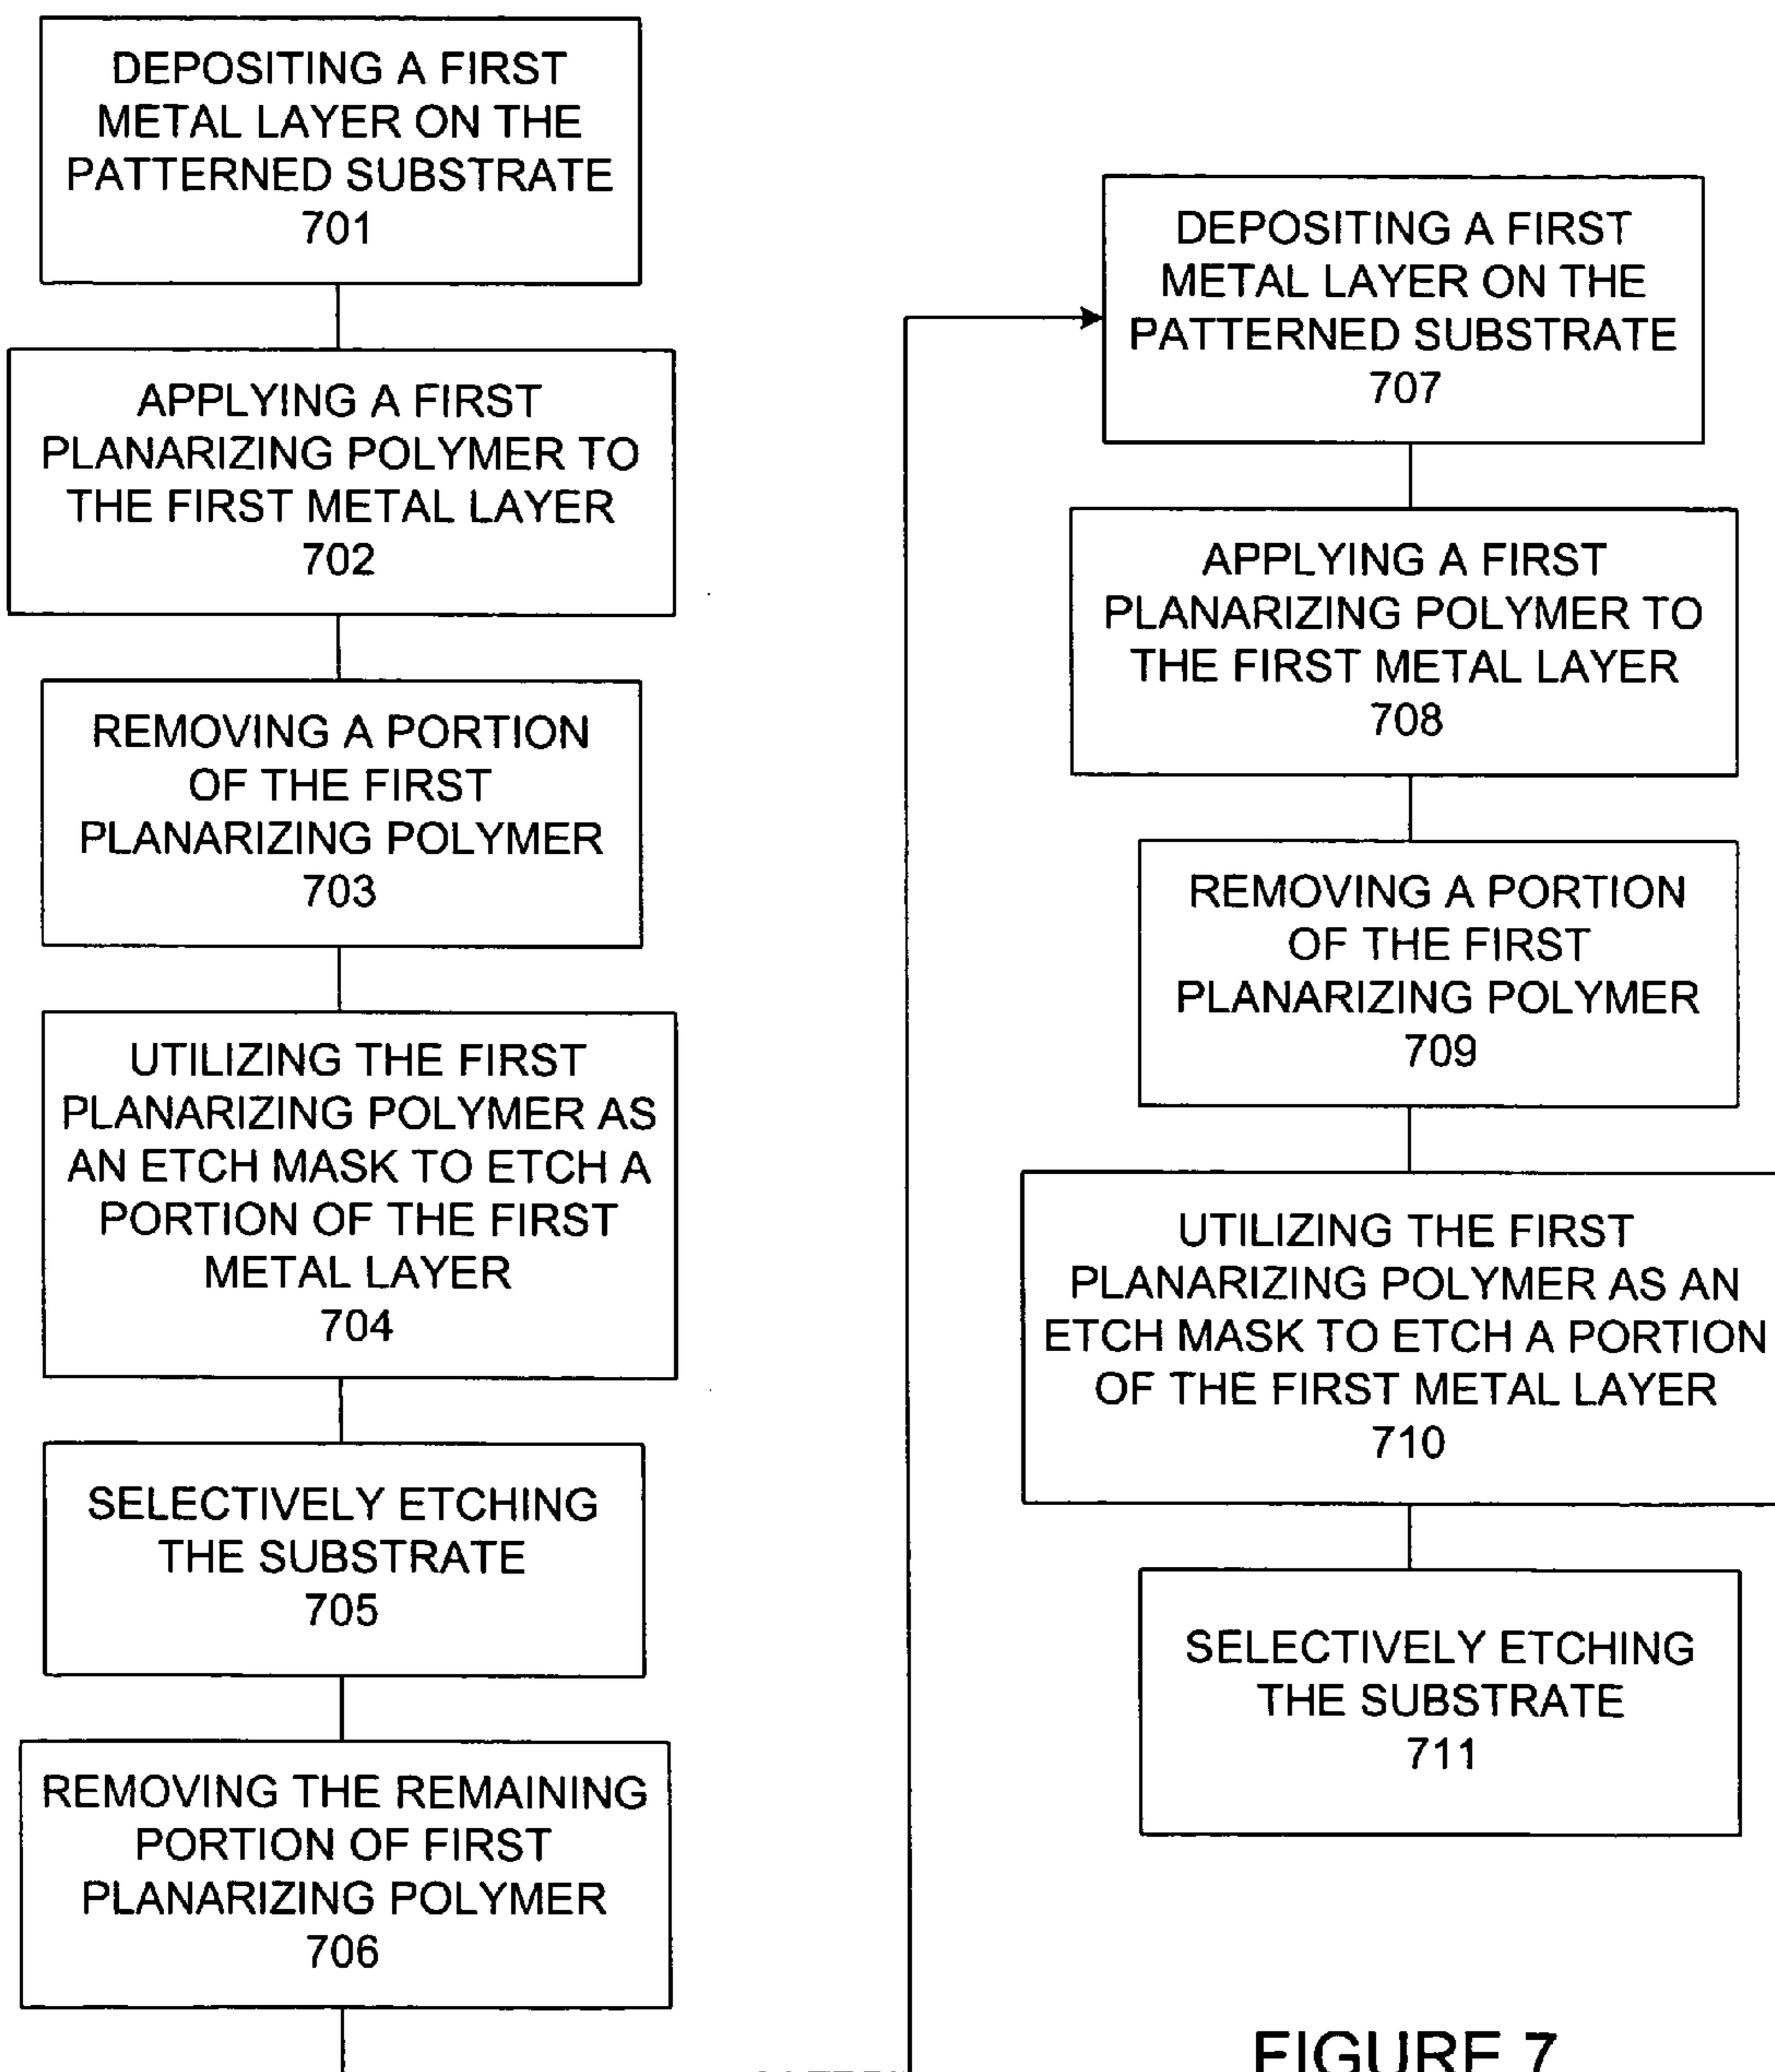 DEPOSITING A FIRST
METAL LAYER ON THE
PATTERNED SUBSTRATE
701
APPLYING A FIRST
PLANARIZING POLYMER TO
THE FIRST METAL LAYER
702
REMOVING A PORTION
OF THE FIRST
PLANARIZING POLYMER
703
UTILIZING THE FIRST
PLANARIZING POLYMER AS
AN ETCH MASK TO ETCH A
PORTION OF THE FIRST
METAL LAYER
704
SELECTIVELY ETCHING
THE SUBSTRATE
705
REMOVING THE REMAINING
PORTION OF FIRST
PLANARIZING POLYMER
706
DEPOSITING A FIRST
METAL LAYER ON THE
PATTERNED SUBSTRATE
707
APPLYING A FIRST
PLANARIZING POLYMER TO
THE FIRST METAL LAYER
708
REMOVING A PORTION
OF THE FIRST
PLANARIZING POLYMER
709
UTILIZING THE FIRST
PLANARIZING POLYMER AS AN
ETCH MASK TO ETCH A PORTION
OF THE FIRST METAL LAYER
710
SELECTIVELY ETCHING
THE SUBSTRATE
711
FIGURE 7